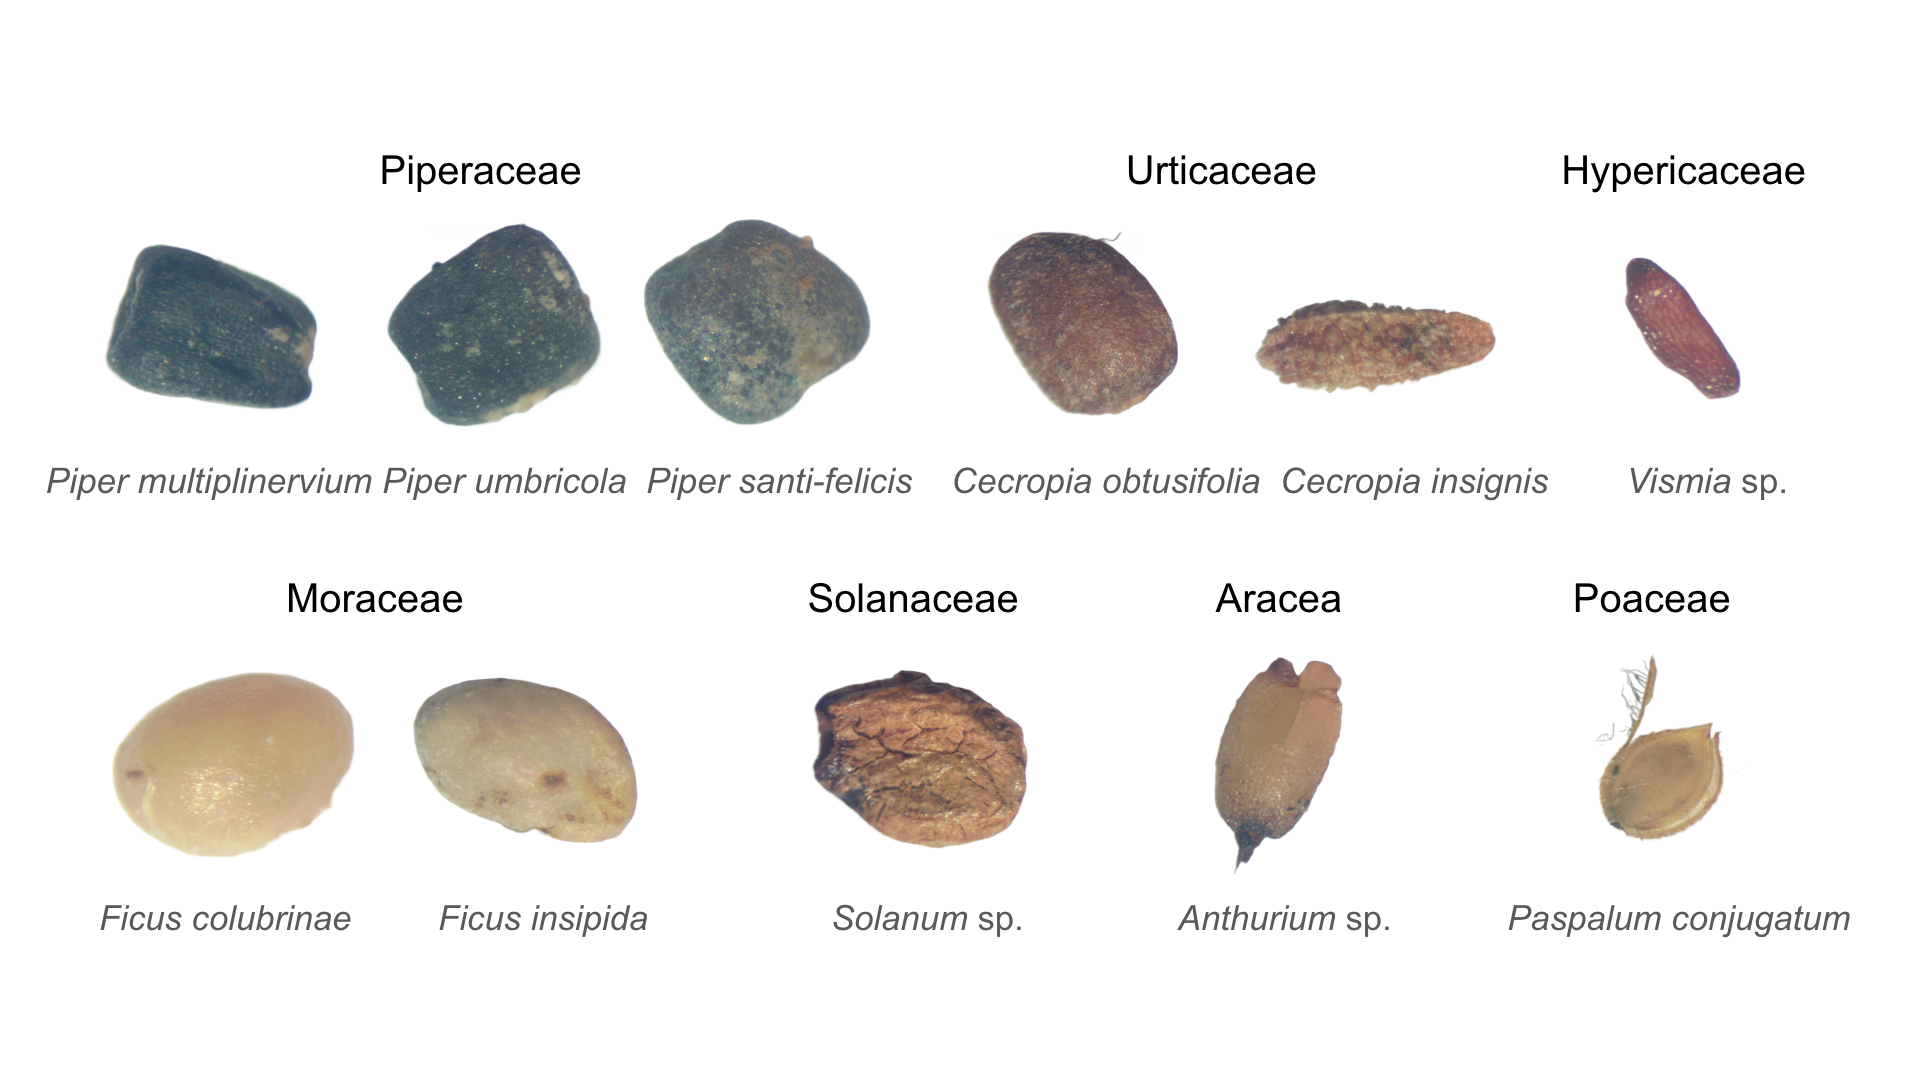 Piperaceae Urticaceae Hypericaceae
Piper multiplinervium Piper umbricola Piper santi-felicis Cecropia obtusifolia Cecropia insignis Vismia sp.
Moraceae Solanaceae Aracea Poaceae
Ficus colubrinae Ficus insipida Solanum sp. Anthurium sp. Paspalum conjugatum